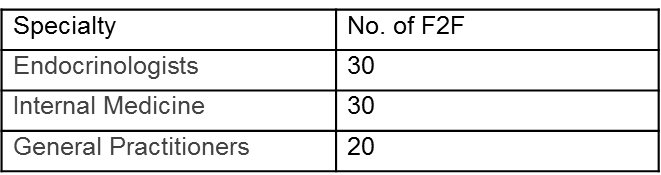 Specialty No. of F2F
Endocrinologists 30
Internal Medicine 30
General Practitioners 20